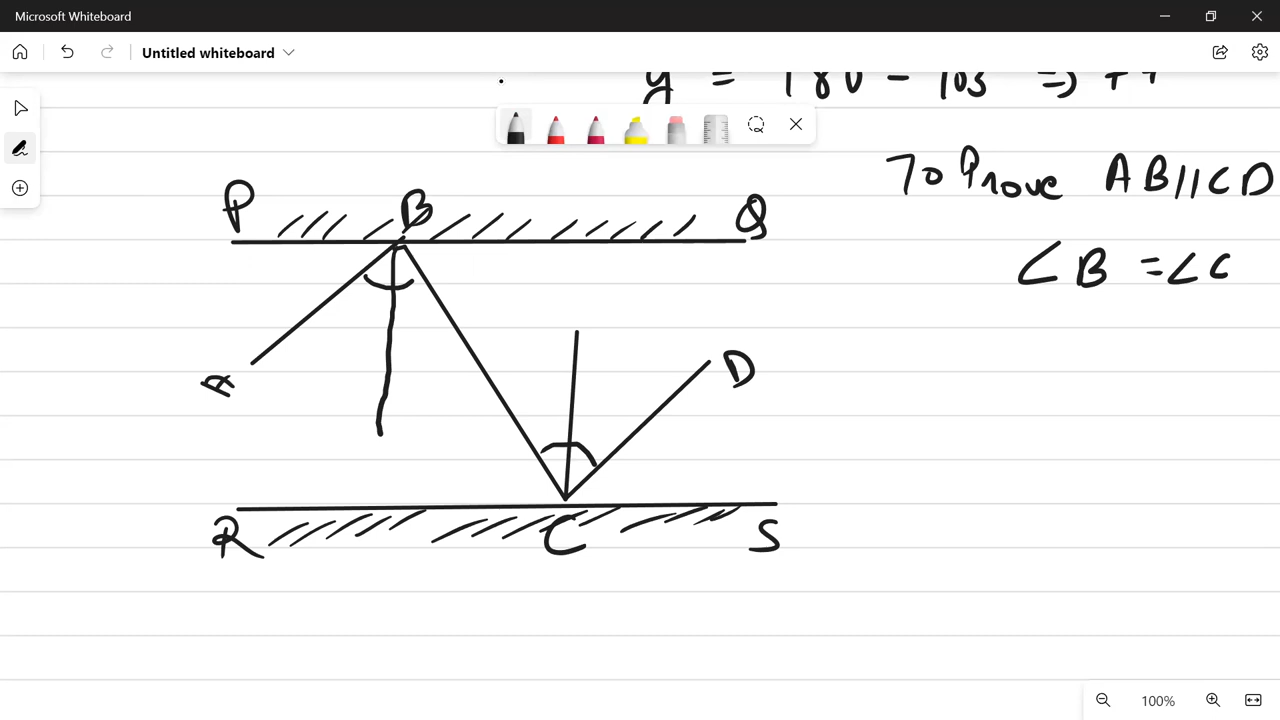 Microsoft Whiteboard
Untitled whiteboard
y = 180 - 103 =>
To Prove AB||CD
∠B = ∠C
P B Q
A
D
R C S
100%